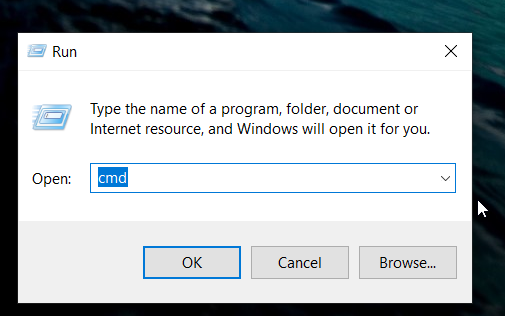 Run
Type the name of a program, folder, document or
Internet resource, and Windows will open it for you.
Open: cmd
OK Cancel Browse...